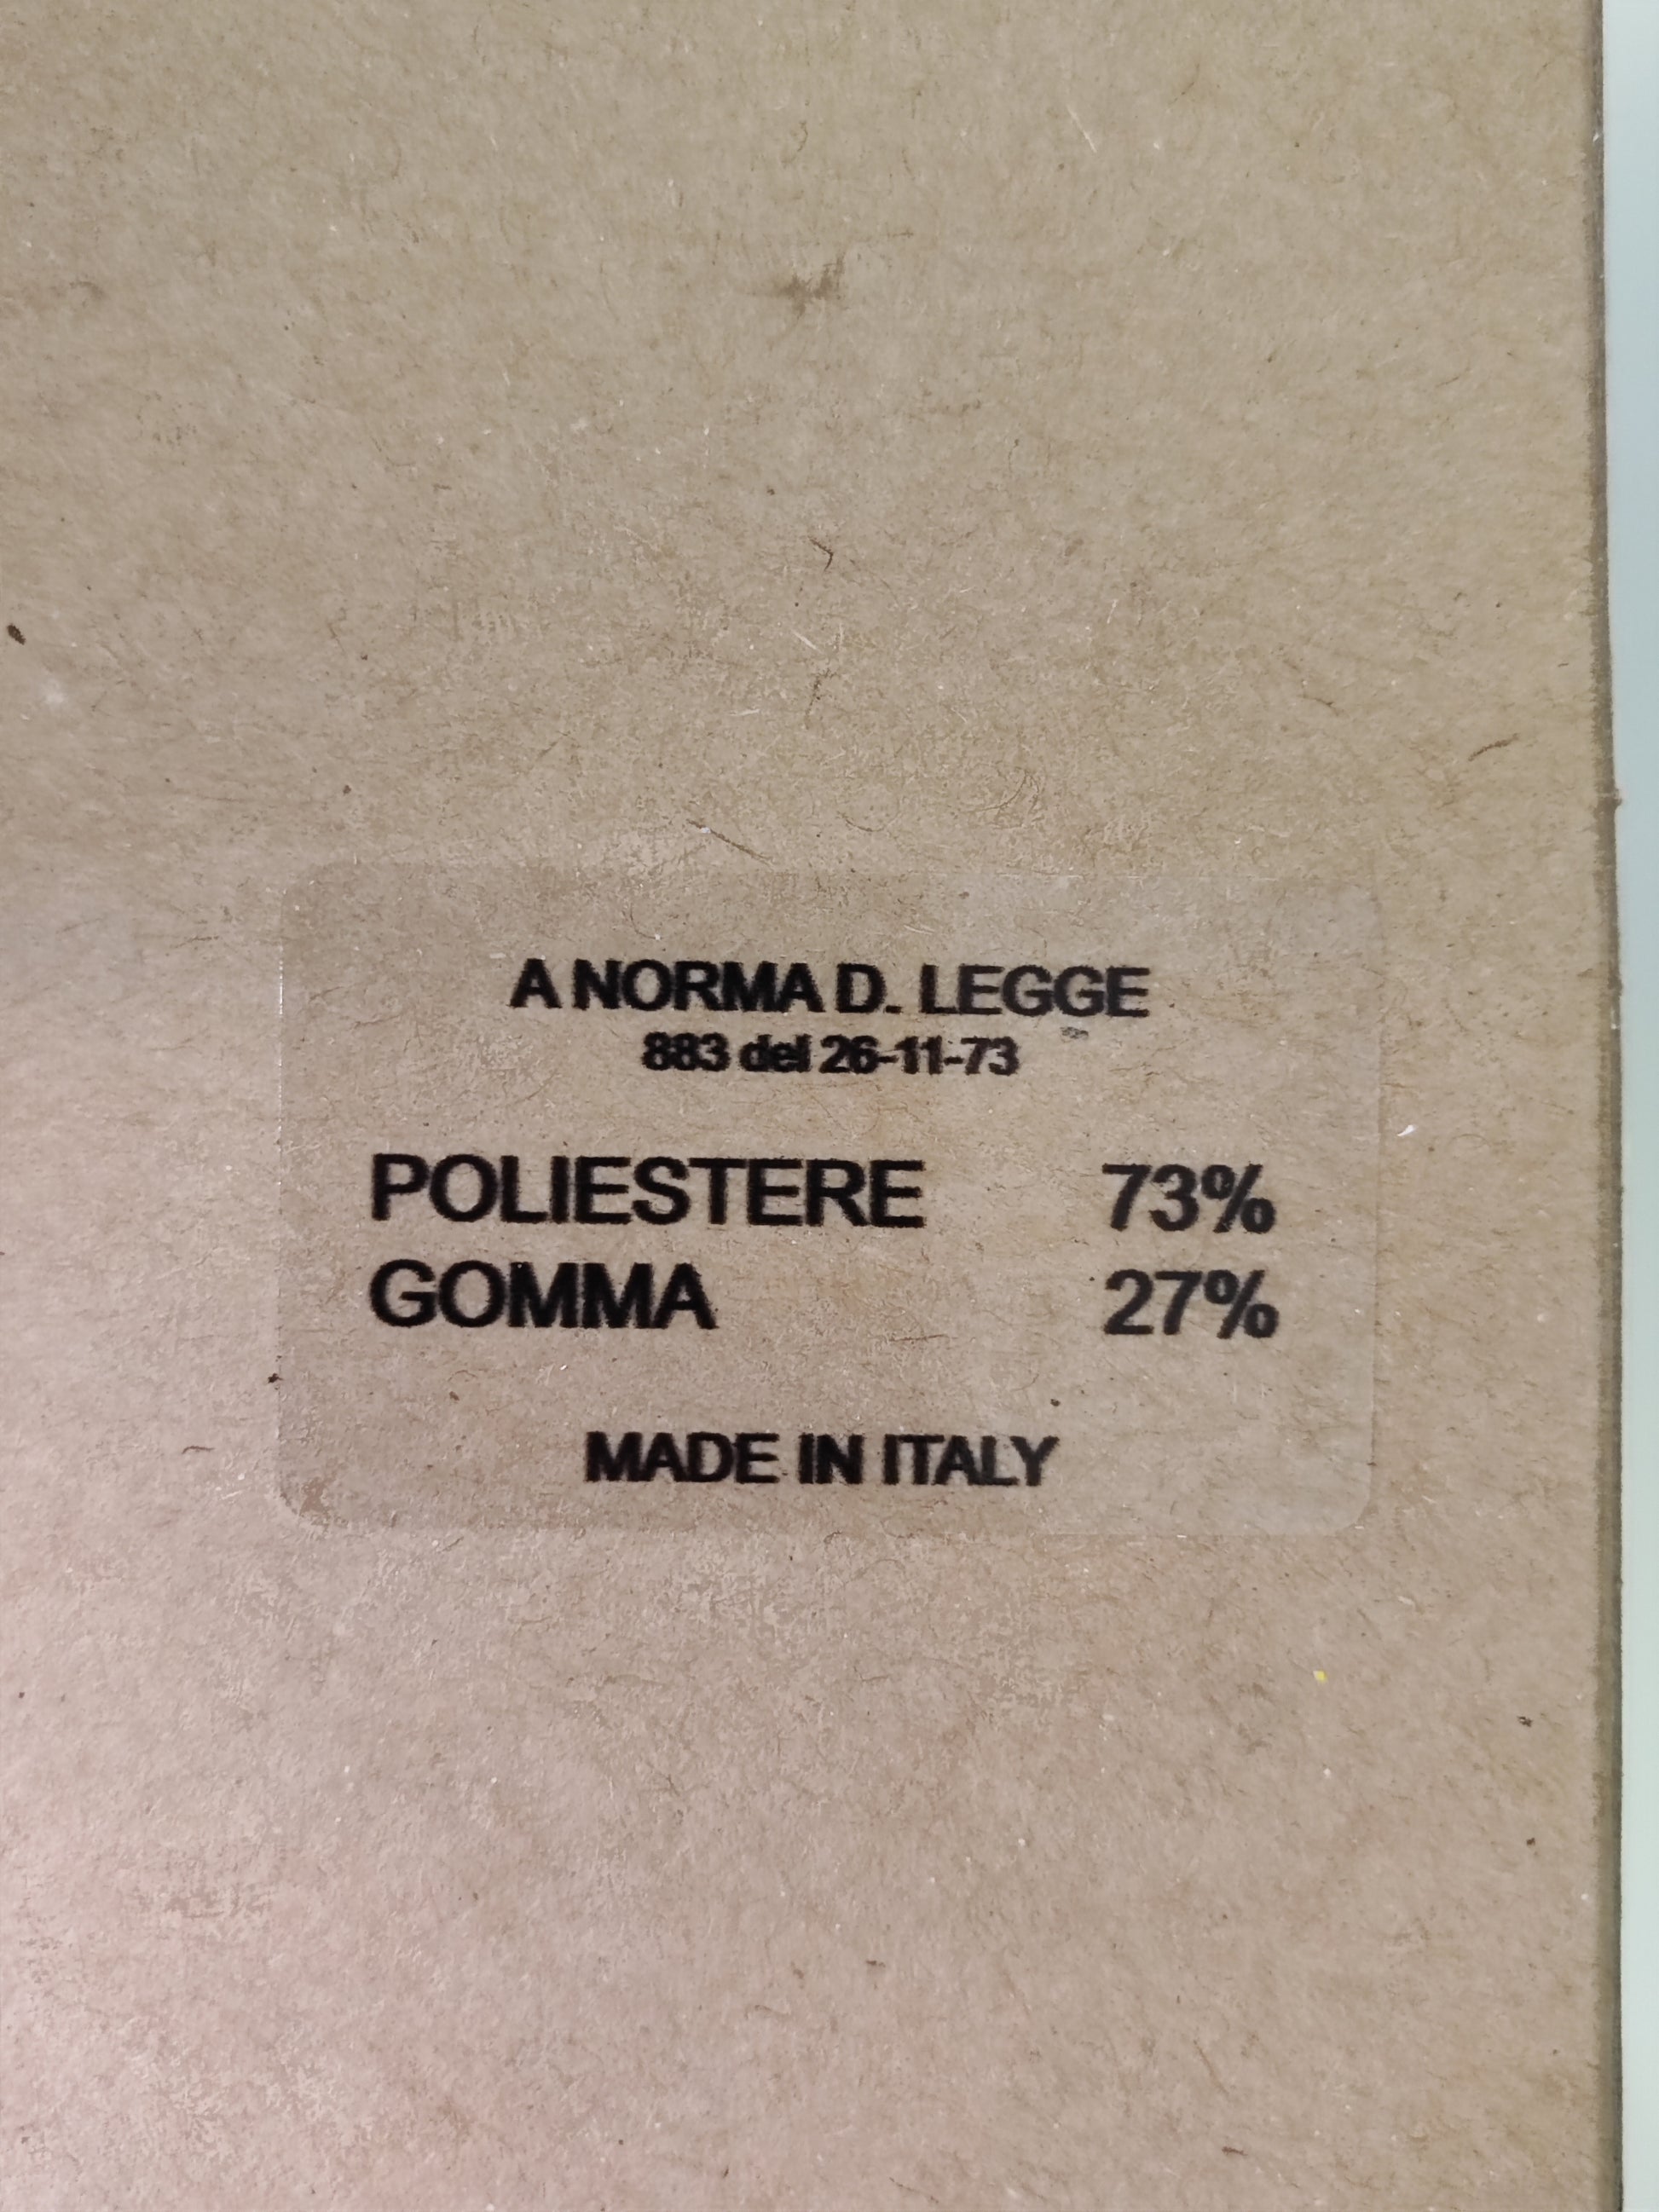 A NORMA D. LEGGE
883 del 26-11-73
POLIESTERE 73%
GOMMA 27%
MADE IN ITALY